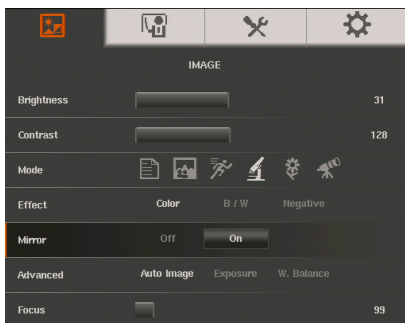 IMAGE
Brightness 31
Contrast 128
Mode
Effect Color B / W Negative
Mirror Off On
Advanced Auto Image Exposure W. Balance
Focus 99